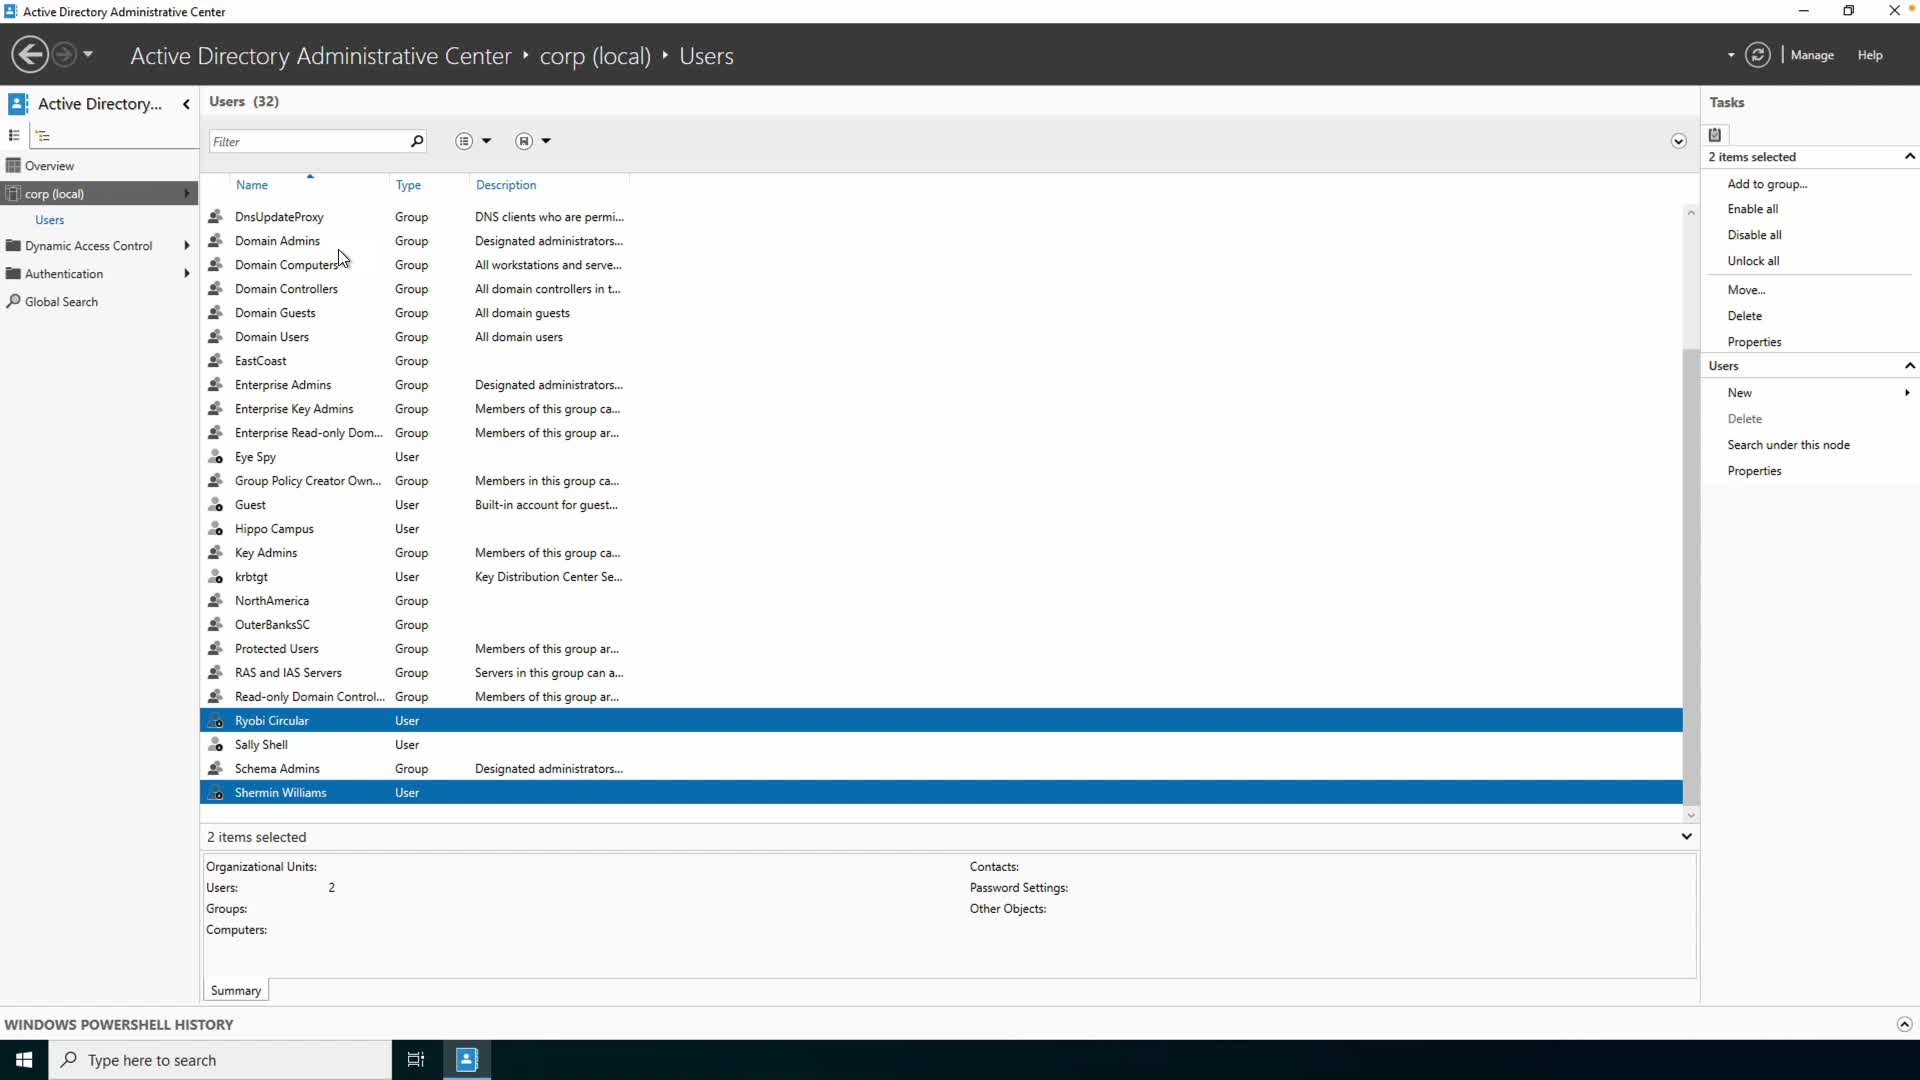 Active Directory Administrative Center
Active Directory Administrative Center • corp (local) • Users
Manage
Help
Active Directory...
Overview
corp (local)
Users
Dynamic Access Control
Authentication
Global Search
Users (32)
Filter
Name Type Description
DnsUpdateProxy Group DNS clients who are permi...
Domain Admins Group Designated administrators...
Domain Computers Group All workstations and serve...
Domain Controllers Group All domain controllers in t...
Domain Guests Group All domain guests
Domain Users Group All domain users
EastCoast Group
Enterprise Admins Group Designated administrators...
Enterprise Key Admins Group Members of this group ca...
Enterprise Read-only Dom... Group Members of this group ar...
Eye Spy User
Group Policy Creator Own... Group Members in this group ca...
Guest User Built-in account for guest...
Hippo Campus User
Key Admins Group Members of this group ca...
krbtgt User Key Distribution Center Se...
NorthAmerica Group
OuterBanksSC Group
Protected Users Group Members of this group ar...
RAS and IAS Servers Group Servers in this group can a...
Read-only Domain Control... Group Members of this group ar...
Ryobi Circular User
Sally Shell User
Schema Admins Group Designated administrators...
Shermin Williams User
2 items selected
Organizational Units:
Users: 2
Groups:
Computers:
Contacts:
Password Settings:
Other Objects:
Summary
Tasks
2 items selected
Add to group...
Enable all
Disable all
Unlock all
Move...
Delete
Properties
Users
New
Delete
Search under this node
Properties
WINDOWS POWERSHELL HISTORY
Type here to search